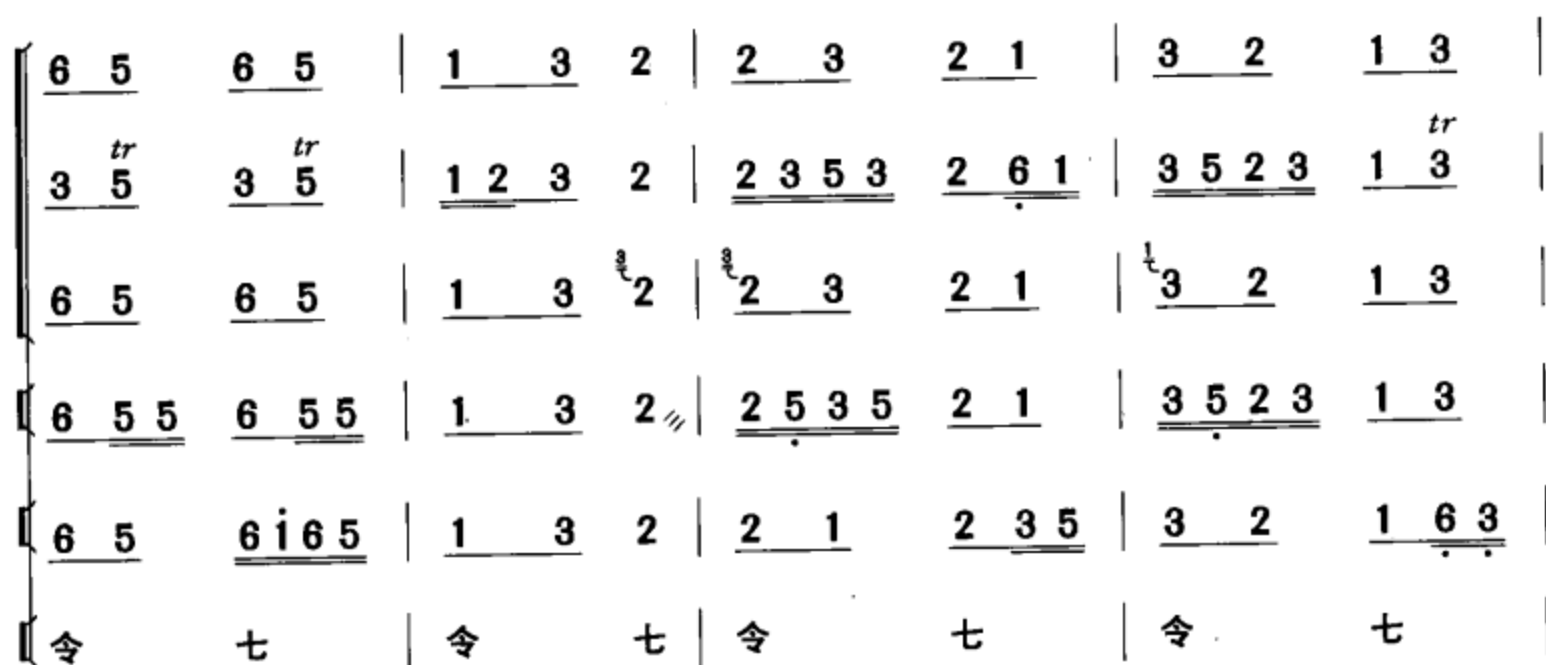 6 5 6 5 | 1 3 2 | 2 3 2 1 | 3 2 1 3 |
tr tr tr
3 5 3 5 | 1 2 3 2 | 2 3 5 3 2 6̣ 1 | 3 5 2 3 1 3 |
3 3 1
6 5 6 5 | 1 3 2 | 2 3 2 1 | 3 2 1 3 |
6 5 5 6 5 5 | 1 3 2 | 2 5̣ 3 5 2 1 | 3 5̣ 2 3 1 3 |
6 5 6 i̇ 6 5 | 1 3 2 | 2 1 2 3 5 | 3 2 1 6̣ 3̣ |
令 七 | 令 七 | 令 七 | 令 七 |